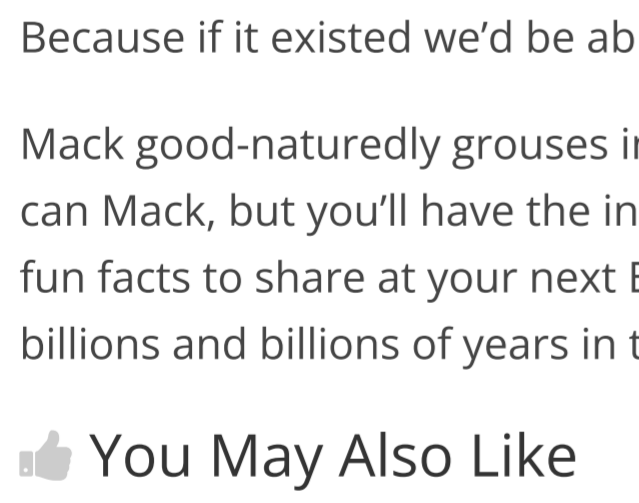 Because if it existed we’d be ab
Mack good-naturedly grouses
can Mack, but you’ll have the in
fun facts to share at your next
billions and billions of years in
You May Also Like